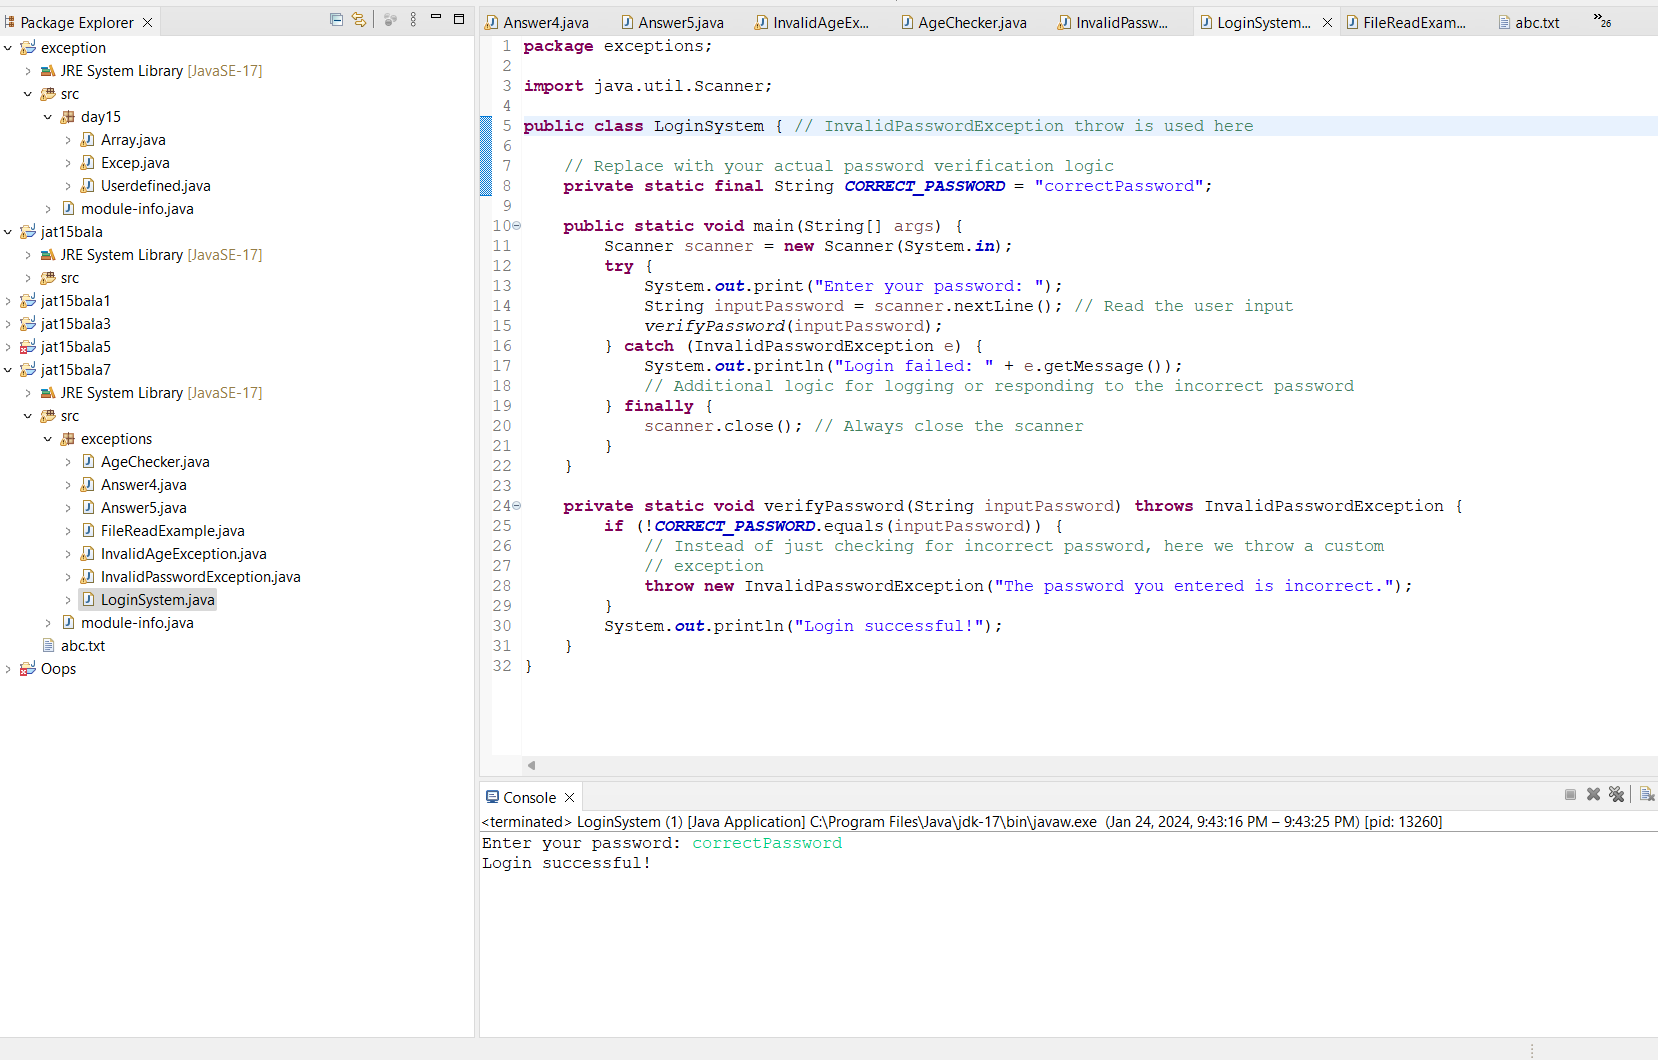 Package Explorer
exception
JRE System Library [JavaSE-17]
src
day15
Array.java
Excep.java
Userdefined.java
module-info.java
jat15bala
JRE System Library [JavaSE-17]
src
jat15bala1
jat15bala3
jat15bala5
jat15bala7
JRE System Library [JavaSE-17]
src
exceptions
AgeChecker.java
Answer4.java
Answer5.java
FileReadExample.java
InvalidAgeException.java
InvalidPasswordException.java
LoginSystem.java
module-info.java
abc.txt
Oops
Answer4.java Answer5.java InvalidAgeEx... AgeChecker.java InvalidPassw... LoginSystem... FileReadExam... abc.txt »26
1 package exceptions;
2
3 import java.util.Scanner;
4
5 public class LoginSystem { // InvalidPasswordException throw is used here
6
7 // Replace with your actual password verification logic
8 private static final String CORRECT_PASSWORD = "correctPassword";
9
10 public static void main(String[] args) {
11 Scanner scanner = new Scanner(System.in);
12 try {
13 System.out.print("Enter your password: ");
14 String inputPassword = scanner.nextLine(); // Read the user input
15 verifyPassword(inputPassword);
16 } catch (InvalidPasswordException e) {
17 System.out.println("Login failed: " + e.getMessage());
18 // Additional logic for logging or responding to the incorrect password
19 } finally {
20 scanner.close(); // Always close the scanner
21 }
22 }
23
24 private static void verifyPassword(String inputPassword) throws InvalidPasswordException {
25 if (!CORRECT_PASSWORD.equals(inputPassword)) {
26 // Instead of just checking for incorrect password, here we throw a custom
27 // exception
28 throw new InvalidPasswordException("The password you entered is incorrect.");
29 }
30 System.out.println("Login successful!");
31 }
32 }
Console
<terminated> LoginSystem (1) [Java Application] C:\Program Files\Java\jdk-17\bin\javaw.exe (Jan 24, 2024, 9:43:16 PM – 9:43:25 PM) [pid: 13260]
Enter your password: correctPassword
Login successful!